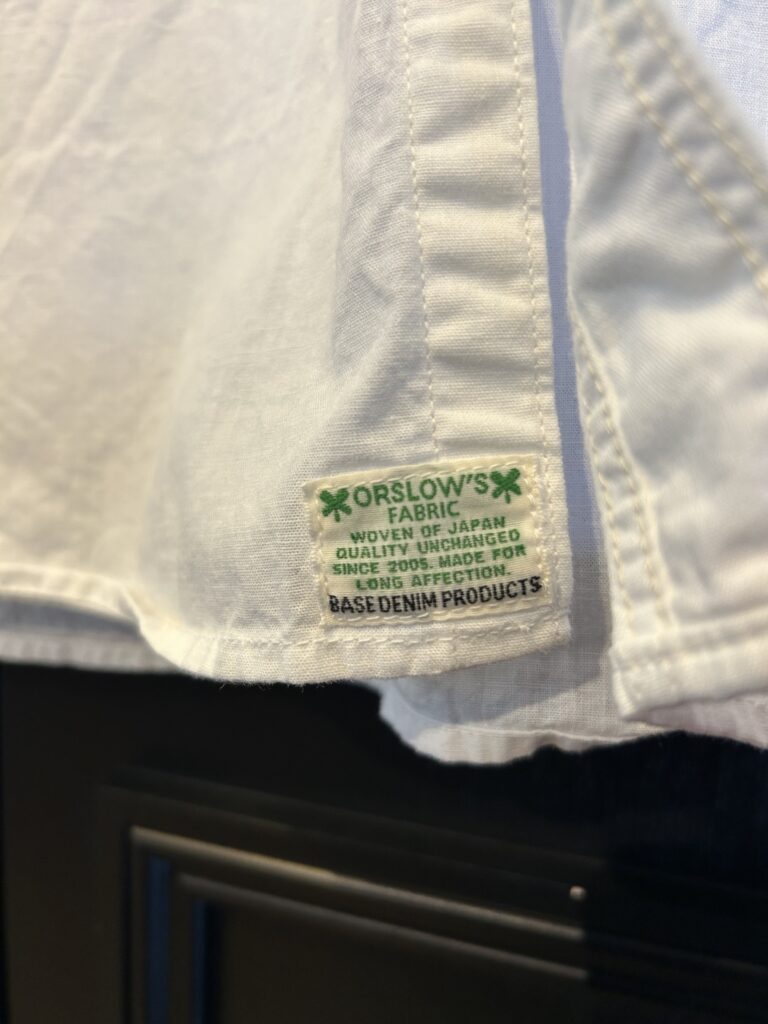 ORSLOW'S
FABRIC
WOVEN OF JAPAN
QUALITY UNCHANGED
SINCE 2005. MADE FOR
LONG AFFECTION.
BASE DENIM PRODUCTS